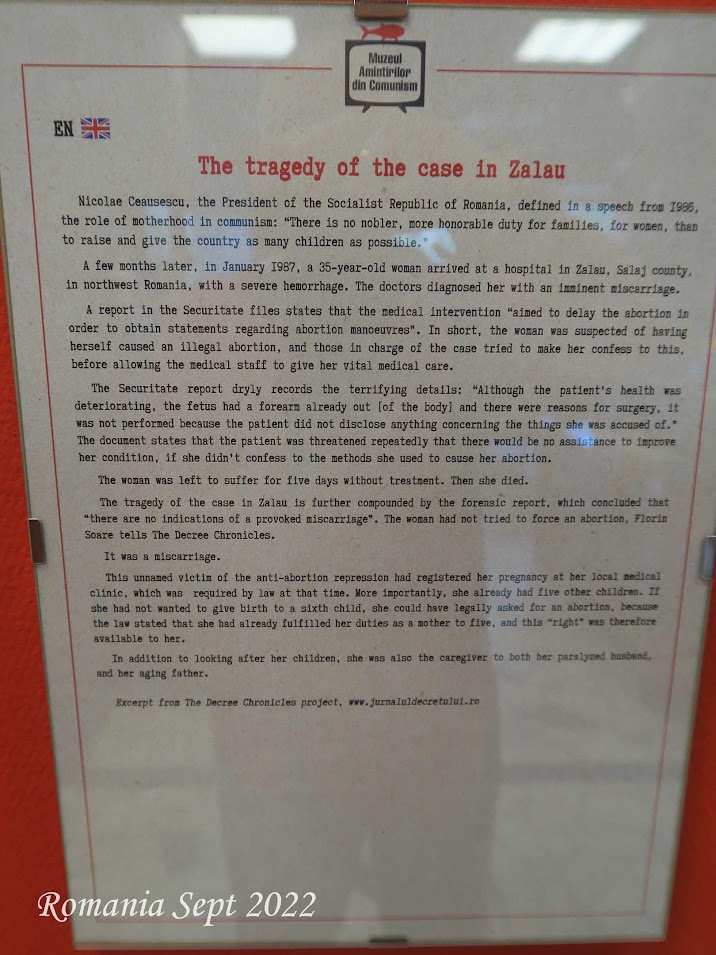 Muzeul
Amintirilor
din Comunism
EN
The tragedy of the case in Zalau
Nicolae Ceausescu, the President of the Socialist Republic of Romania, defined in a speech from 1986,
the role of motherhood in communism: “There is no nobler, more honorable duty for families, for women, than
to raise and give the country as many children as possible."
A few months later, in January 1987, a 35-year-old woman arrived at a hospital in Zalau, Salaj county,
in northwest Romania, with a severe hemorrhage. The doctors diagnosed her with an imminent miscarriage.
A report in the Securitate files states that the medical intervention “aimed to delay the abortion in
order to obtain statements regarding abortion manoeuvres". In short, the woman was suspected of having
herself caused an illegal abortion, and those in charge of the case tried to make her confess to this,
before allowing the medical staff to give her vital medical care.
The Securitate report dryly records the terrifying details: “Although the patient's health was
deteriorating, the fetus had a forearm already out [of the body] and there were reasons for surgery, it
was not performed because the patient did not disclose anything concerning the things she was accused of."
The document states that the patient was threatened repeatedly that there would be no assistance to improve
her condition, if she didn't confess to the methods she used to cause her abortion.
The woman was left to suffer for five days without treatment. Then she died.
The tragedy of the case in Zalau is further compounded by the forensic report, which concluded that
“there are no indications of a provoked miscarriage". The woman had not tried to force an abortion, Florin
Soare tells The Decree Chronicles.
It was a miscarriage.
This unnamed victim of the anti-abortion repression had registered her pregnancy at her local medical
clinic, which was required by law at that time. More importantly, she already had five other children. If
she had not wanted to give birth to a sixth child, she could have legally asked for an abortion, because
the law stated that she had already fulfilled her duties as a mother to five, and this “right" was therefore
available to her.
In addition to looking after her children, she was also the caregiver to both her paralyzed husband,
and her aging father.
Excerpt from The Decree Chronicles project, www.jurnaluldecretului.ro
Romania Sept 2022